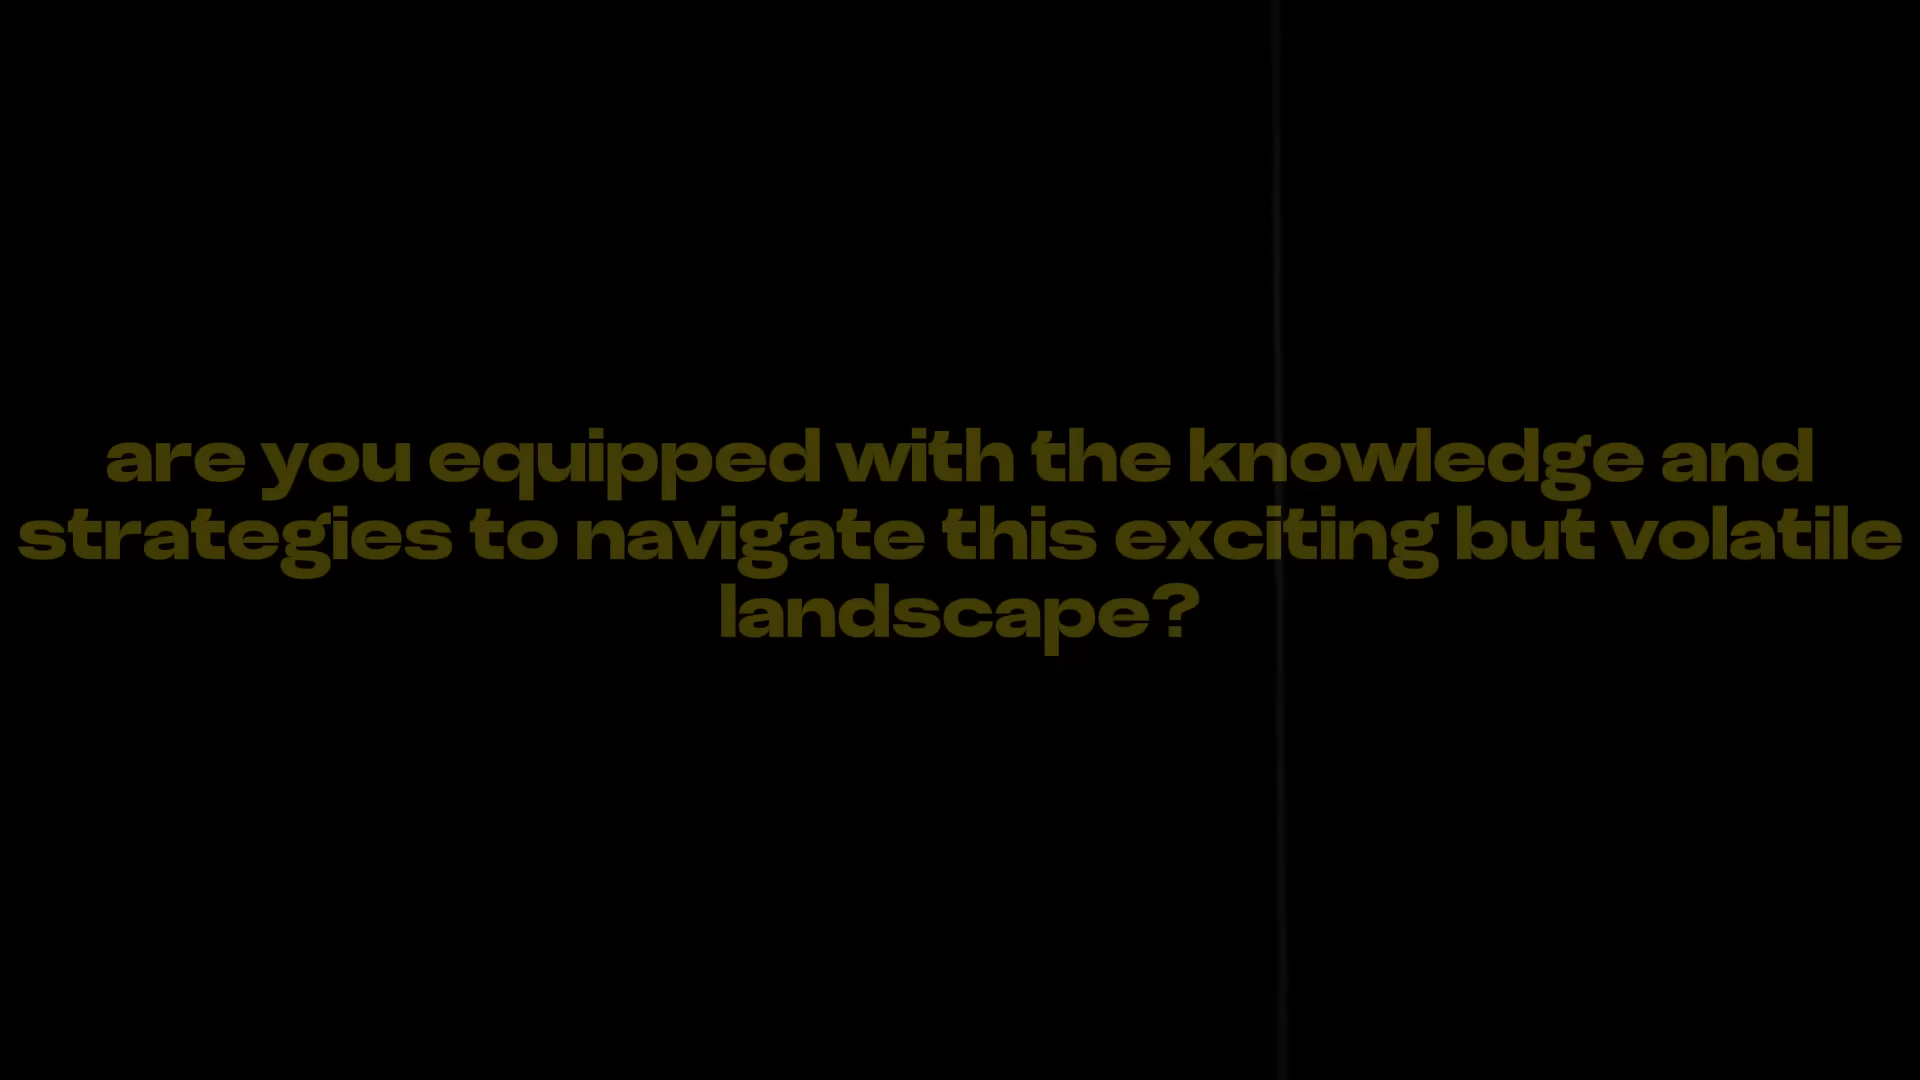 are you equipped with the knowledge and
strategies to navigate this exciting but volatile
landscape?